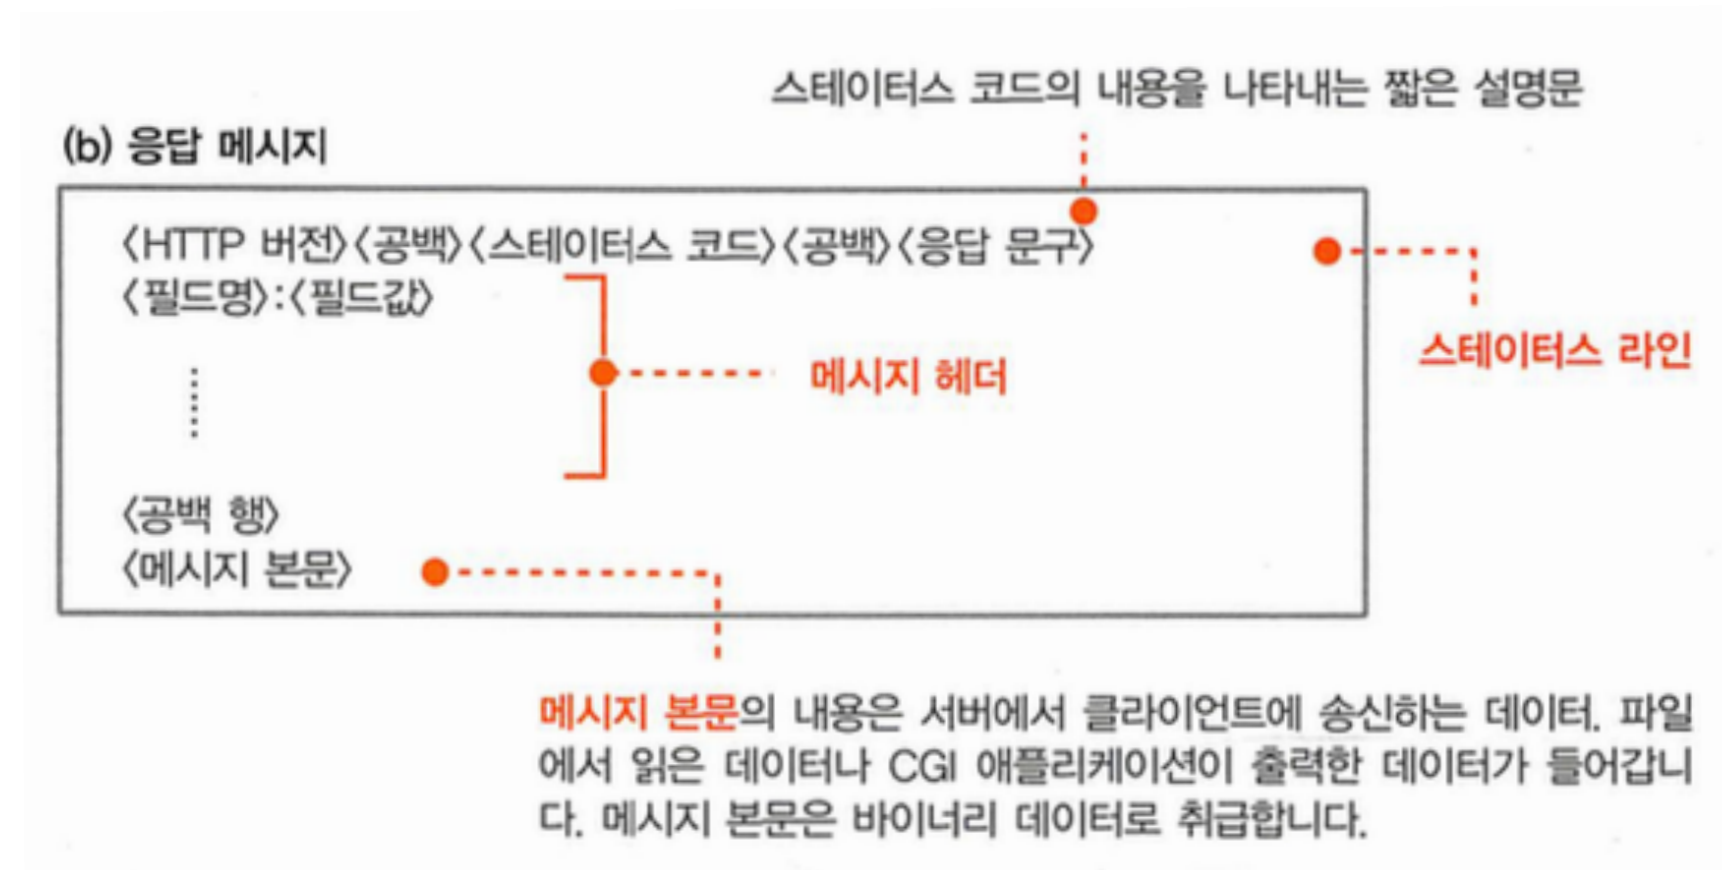 스테이터스 코드의 내용을 나타내는 짧은 설명문
(b) 응답 메시지
〈HTTP 버전〉〈공백〉〈스테이터스 코드〉〈공백〉〈응답 문구〉
〈필드명〉:〈필드값〉
스테이터스 라인
메시지 헤더
〈공백 행〉
〈메시지 본문〉
메시지 본문의 내용은 서버에서 클라이언트에 송신하는 데이터. 파일
에서 읽은 데이터나 CGI 애플리케이션이 출력한 데이터가 들어갑니
다. 메시지 본문은 바이너리 데이터로 취급합니다.